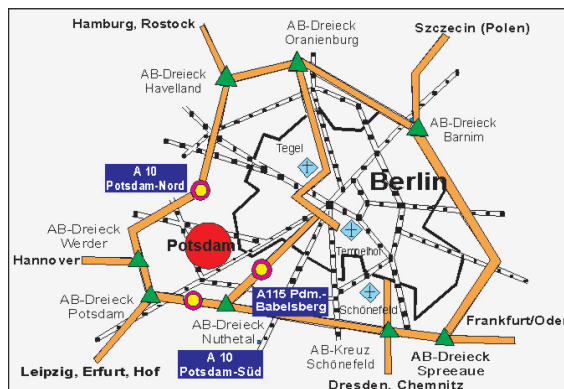 Hamburg, Rostock
AB-Dreieck
Oranienburg
Szczecin (Polen)
AB-Dreieck
Havelland
AB-Dreieck
Barnim
Tegel
A 10
Potsdam-Nord
Berlin
AB-Dreieck
Werder
Potsdam
Tempelhof
Hannover
AB-Dreieck
Potsdam
A115 Pdm.-
Babelsberg
Schönefeld
AB-Dreieck
Nuthetal
Frankfurt/Oder
A 10
Potsdam-Süd
AB-Kreuz
Schönefeld
AB-Dreieck
Spreeaue
Leipzig, Erfurt, Hof
Dresden, Chemnitz